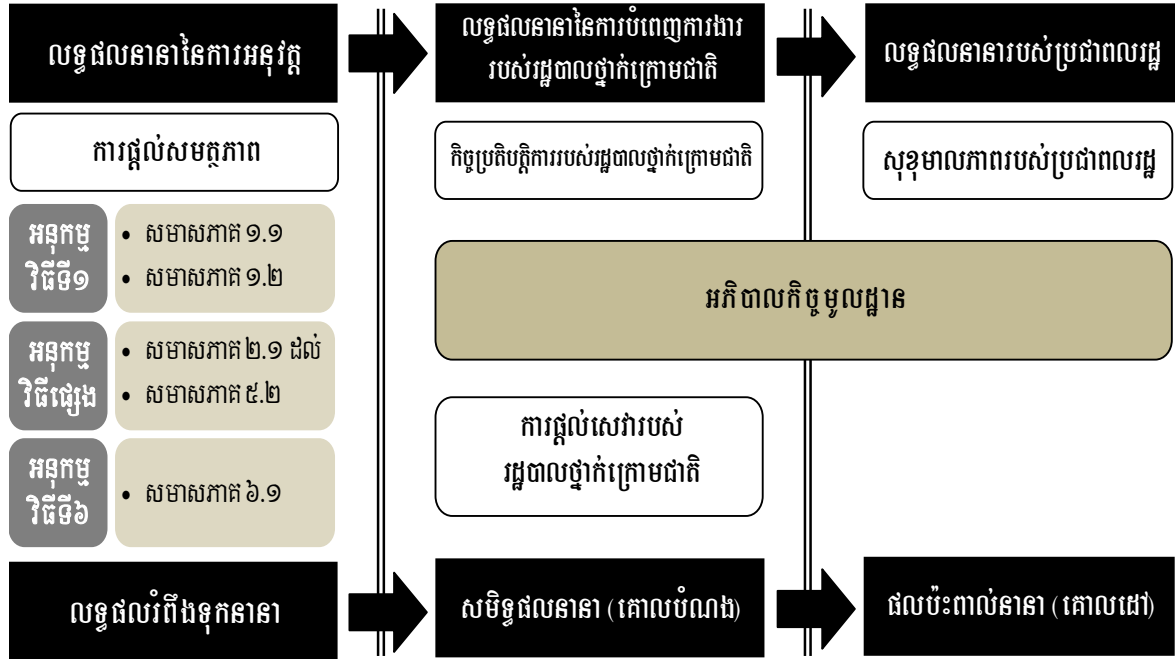 លទ្ធផលនានានៃការអនុវត្ត
លទ្ធផលនានានៃការបំពេញការងារ
របស់រដ្ឋបាលថ្នាក់ក្រោមជាតិ
លទ្ធផលនានារបស់ប្រជាពលរដ្ឋ
ការផ្តល់សមត្ថភាព
កិច្ចប្រតិបត្តិការរបស់រដ្ឋបាលថ្នាក់ក្រោមជាតិ
សុខុមាលភាពរបស់ប្រជាពលរដ្ឋ
អនុកម្ម
វិធីទី១
• សមាសភាគ ១.១
• សមាសភាគ ១.២
អភិបាលកិច្ចមូលដ្ឋាន
អនុកម្ម
វិធីផ្សេង
• សមាសភាគ ២.១ ដល់
• សមាសភាគ ៥.២
ការផ្តល់សេវារបស់
រដ្ឋបាលថ្នាក់ក្រោមជាតិ
អនុកម្ម
វិធីទី៦
• សមាសភាគ ៦.១
លទ្ធផលរំពឹងទុកនានា
សមិទ្ធផលនានា (គោលបំណង)
ផលប៉ះពាល់នានា (គោលដៅ)